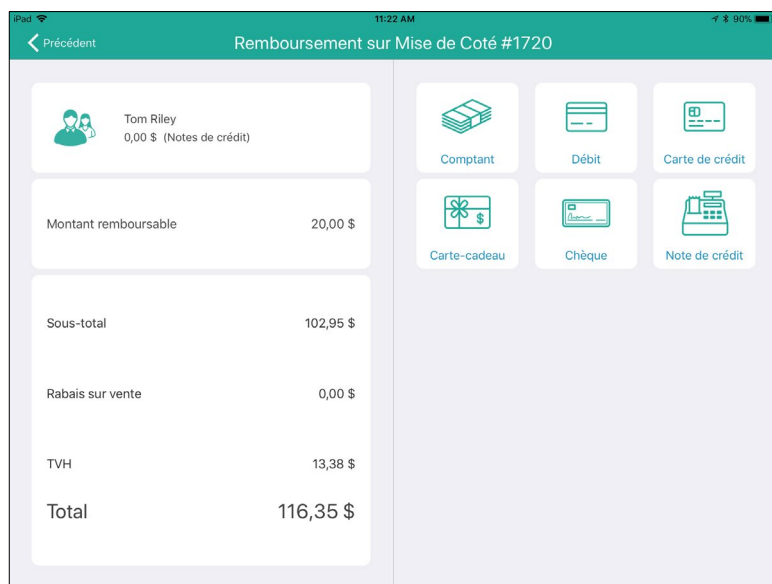 iPad 11:22 AM 90%
Précédent Remboursement sur Mise de Coté #1720
Tom Riley
0,00 $ (Notes de crédit)
Montant remboursable 20,00 $
Sous-total 102,95 $
Rabais sur vente 0,00 $
TVH 13,38 $
Total 116,35 $
Comptant Débit Carte de crédit
$
Carte-cadeau Chèque Note de crédit